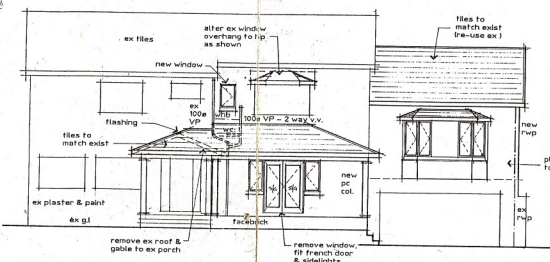 ex tiles
alter ex window
overhang to hip
as shown
tiles to
match exist
(re-use ex )
new window
ex
100ø
VP
whb
100ø VP - 2 way v.v.
wc
flashing
tiles to
match exist
new
rwp
new
pc
col.
s/g
s/g
ex plaster & paint
ex g.l
facebrick
ex
rwp
remove ex roof &
gable to ex porch
remove window,
fit french door
& sidelights